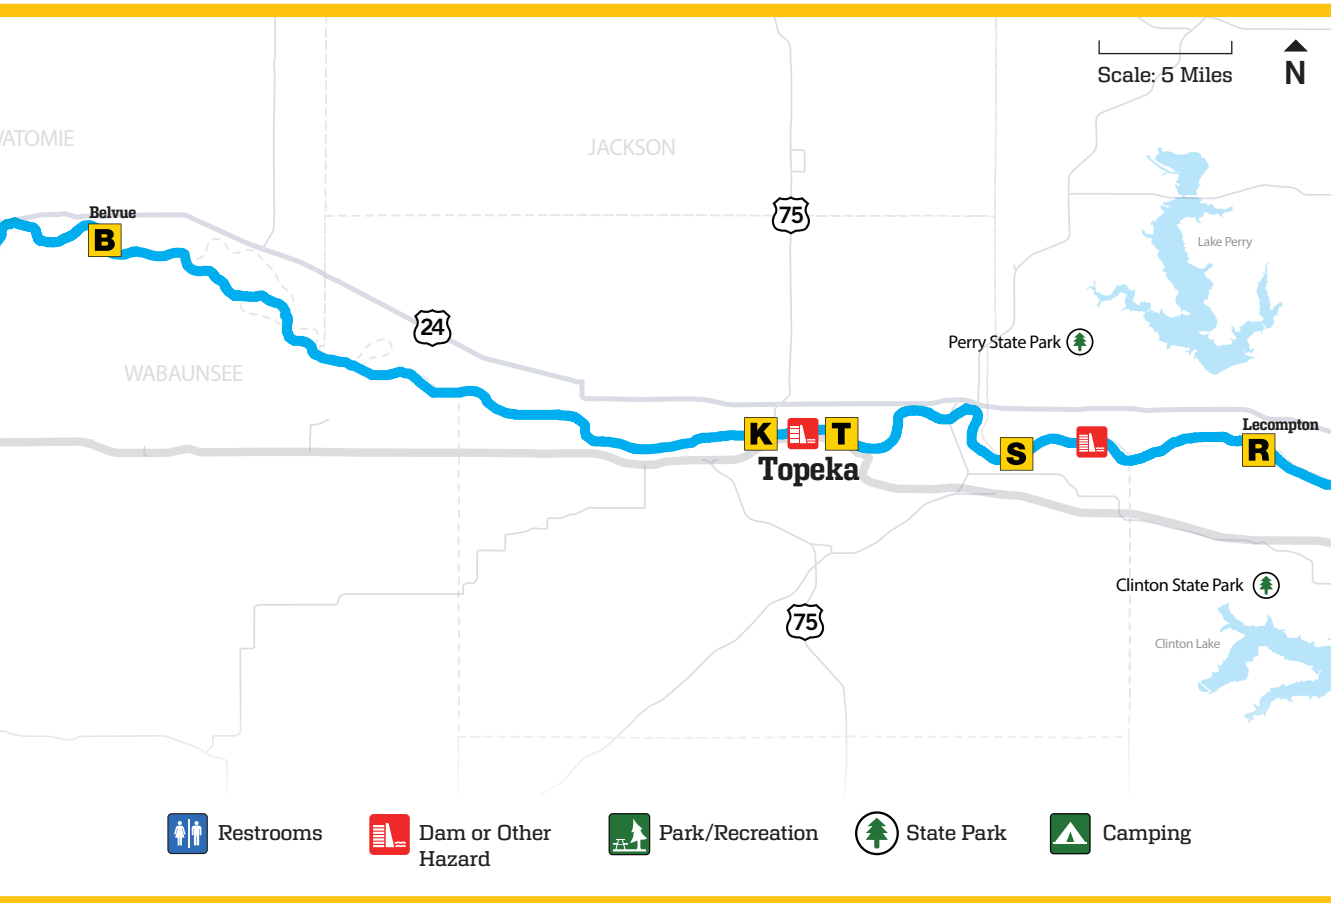 Scale: 5 Miles
N
VATOMIE
JACKSON
75
Belvue
B
Lake Perry
24
Perry State Park
WABAUNSEE
K
T
Topeka
S
Lecompton
R
Clinton State Park
75
Clinton Lake
Restrooms
Dam or Other
Hazard
Park/Recreation
State Park
Camping